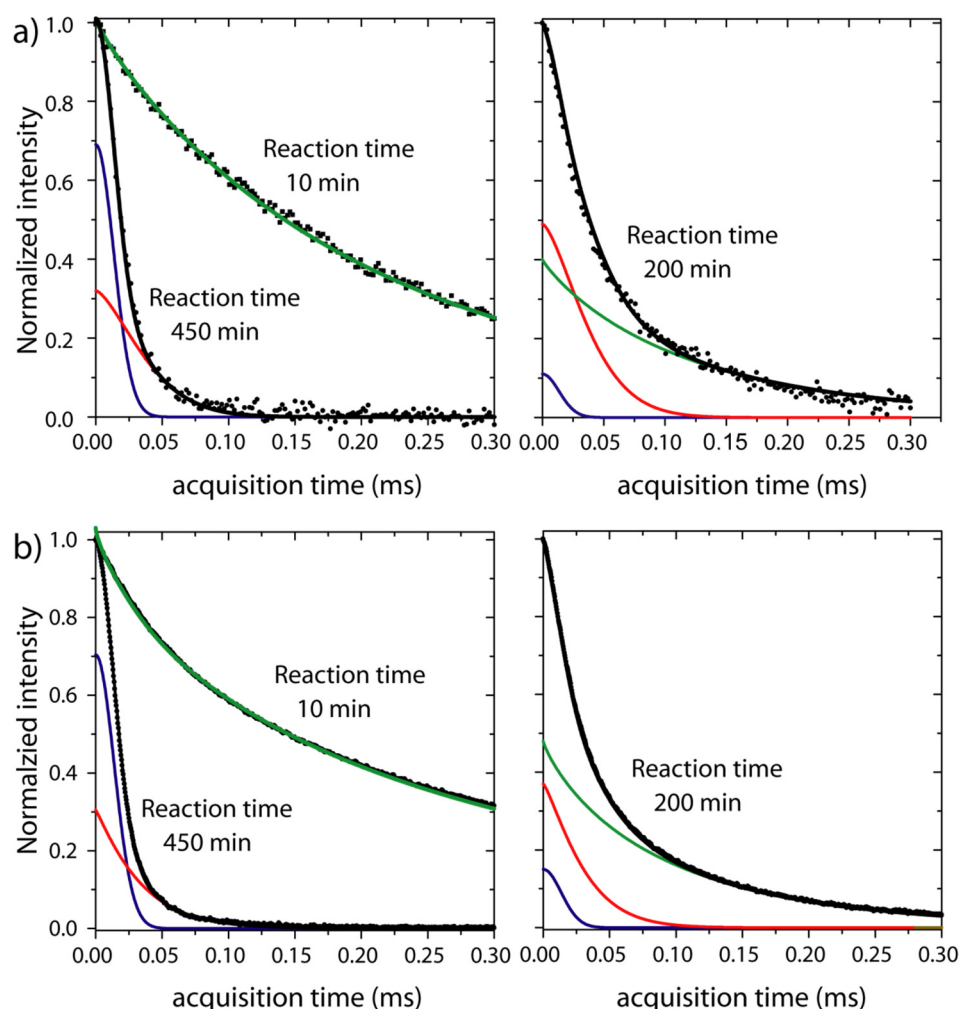 a)
Normalized intensity
1.0
0.8
0.6
0.4
0.2
0.0
Reaction time
10 min
Reaction time
450 min
0.00 0.05 0.10 0.15 0.20 0.25 0.30
acquisition time (ms)
Reaction time
200 min
0.00 0.05 0.10 0.15 0.20 0.25 0.30
acquisition time (ms)
b)
Normalzied intensity
1.0
0.8
0.6
0.4
0.2
0.0
Reaction time
10 min
Reaction time
450 min
0.00 0.05 0.10 0.15 0.20 0.25 0.30
acquisition time (ms)
Reaction time
200 min
0.00 0.05 0.10 0.15 0.20 0.25 0.30
acquisition time (ms)